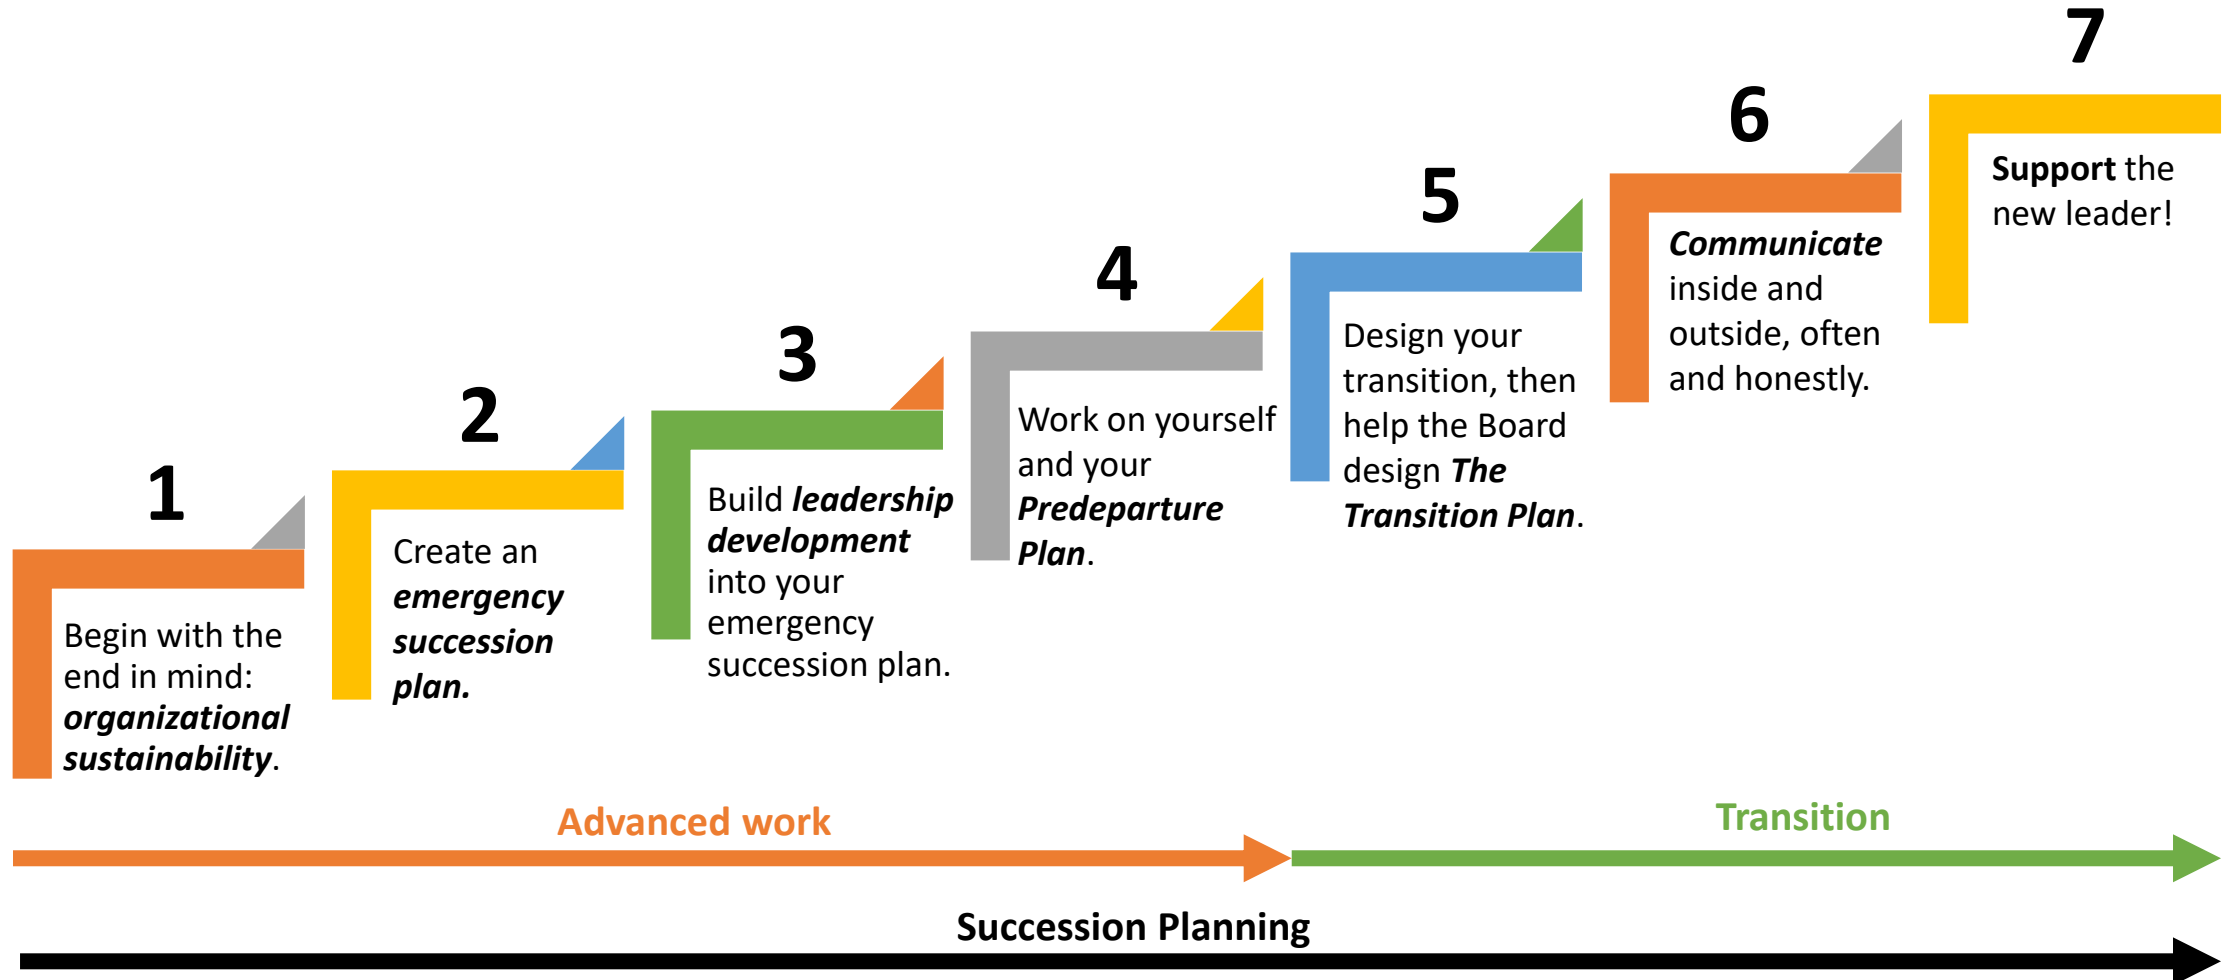 1
Begin with the
end in mind:
organizational
sustainability.
2
Create an
emergency
succession
plan.
3
Build leadership
development
into your
emergency
succession plan.
4
Work on yourself
and your
Predeparture
Plan.
5
Design your
transition, then
help the Board
design The
Transition Plan.
6
Communicate
inside and
outside, often
and honestly.
7
Support the
new leader!
Advanced work
Transition
Succession Planning